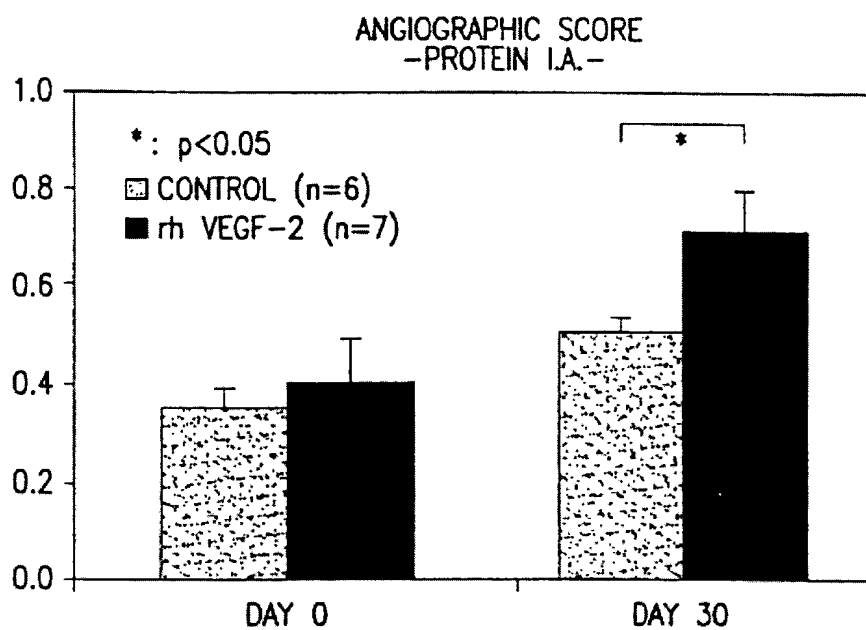 ANGIOGRAPHIC SCORE
-PROTEIN I.A.-
1.0
0.8
0.6
0.4
0.2
0.0
*: p<0.05
CONTROL (n=6)
rh VEGF-2 (n=7)
*
DAY 0
DAY 30